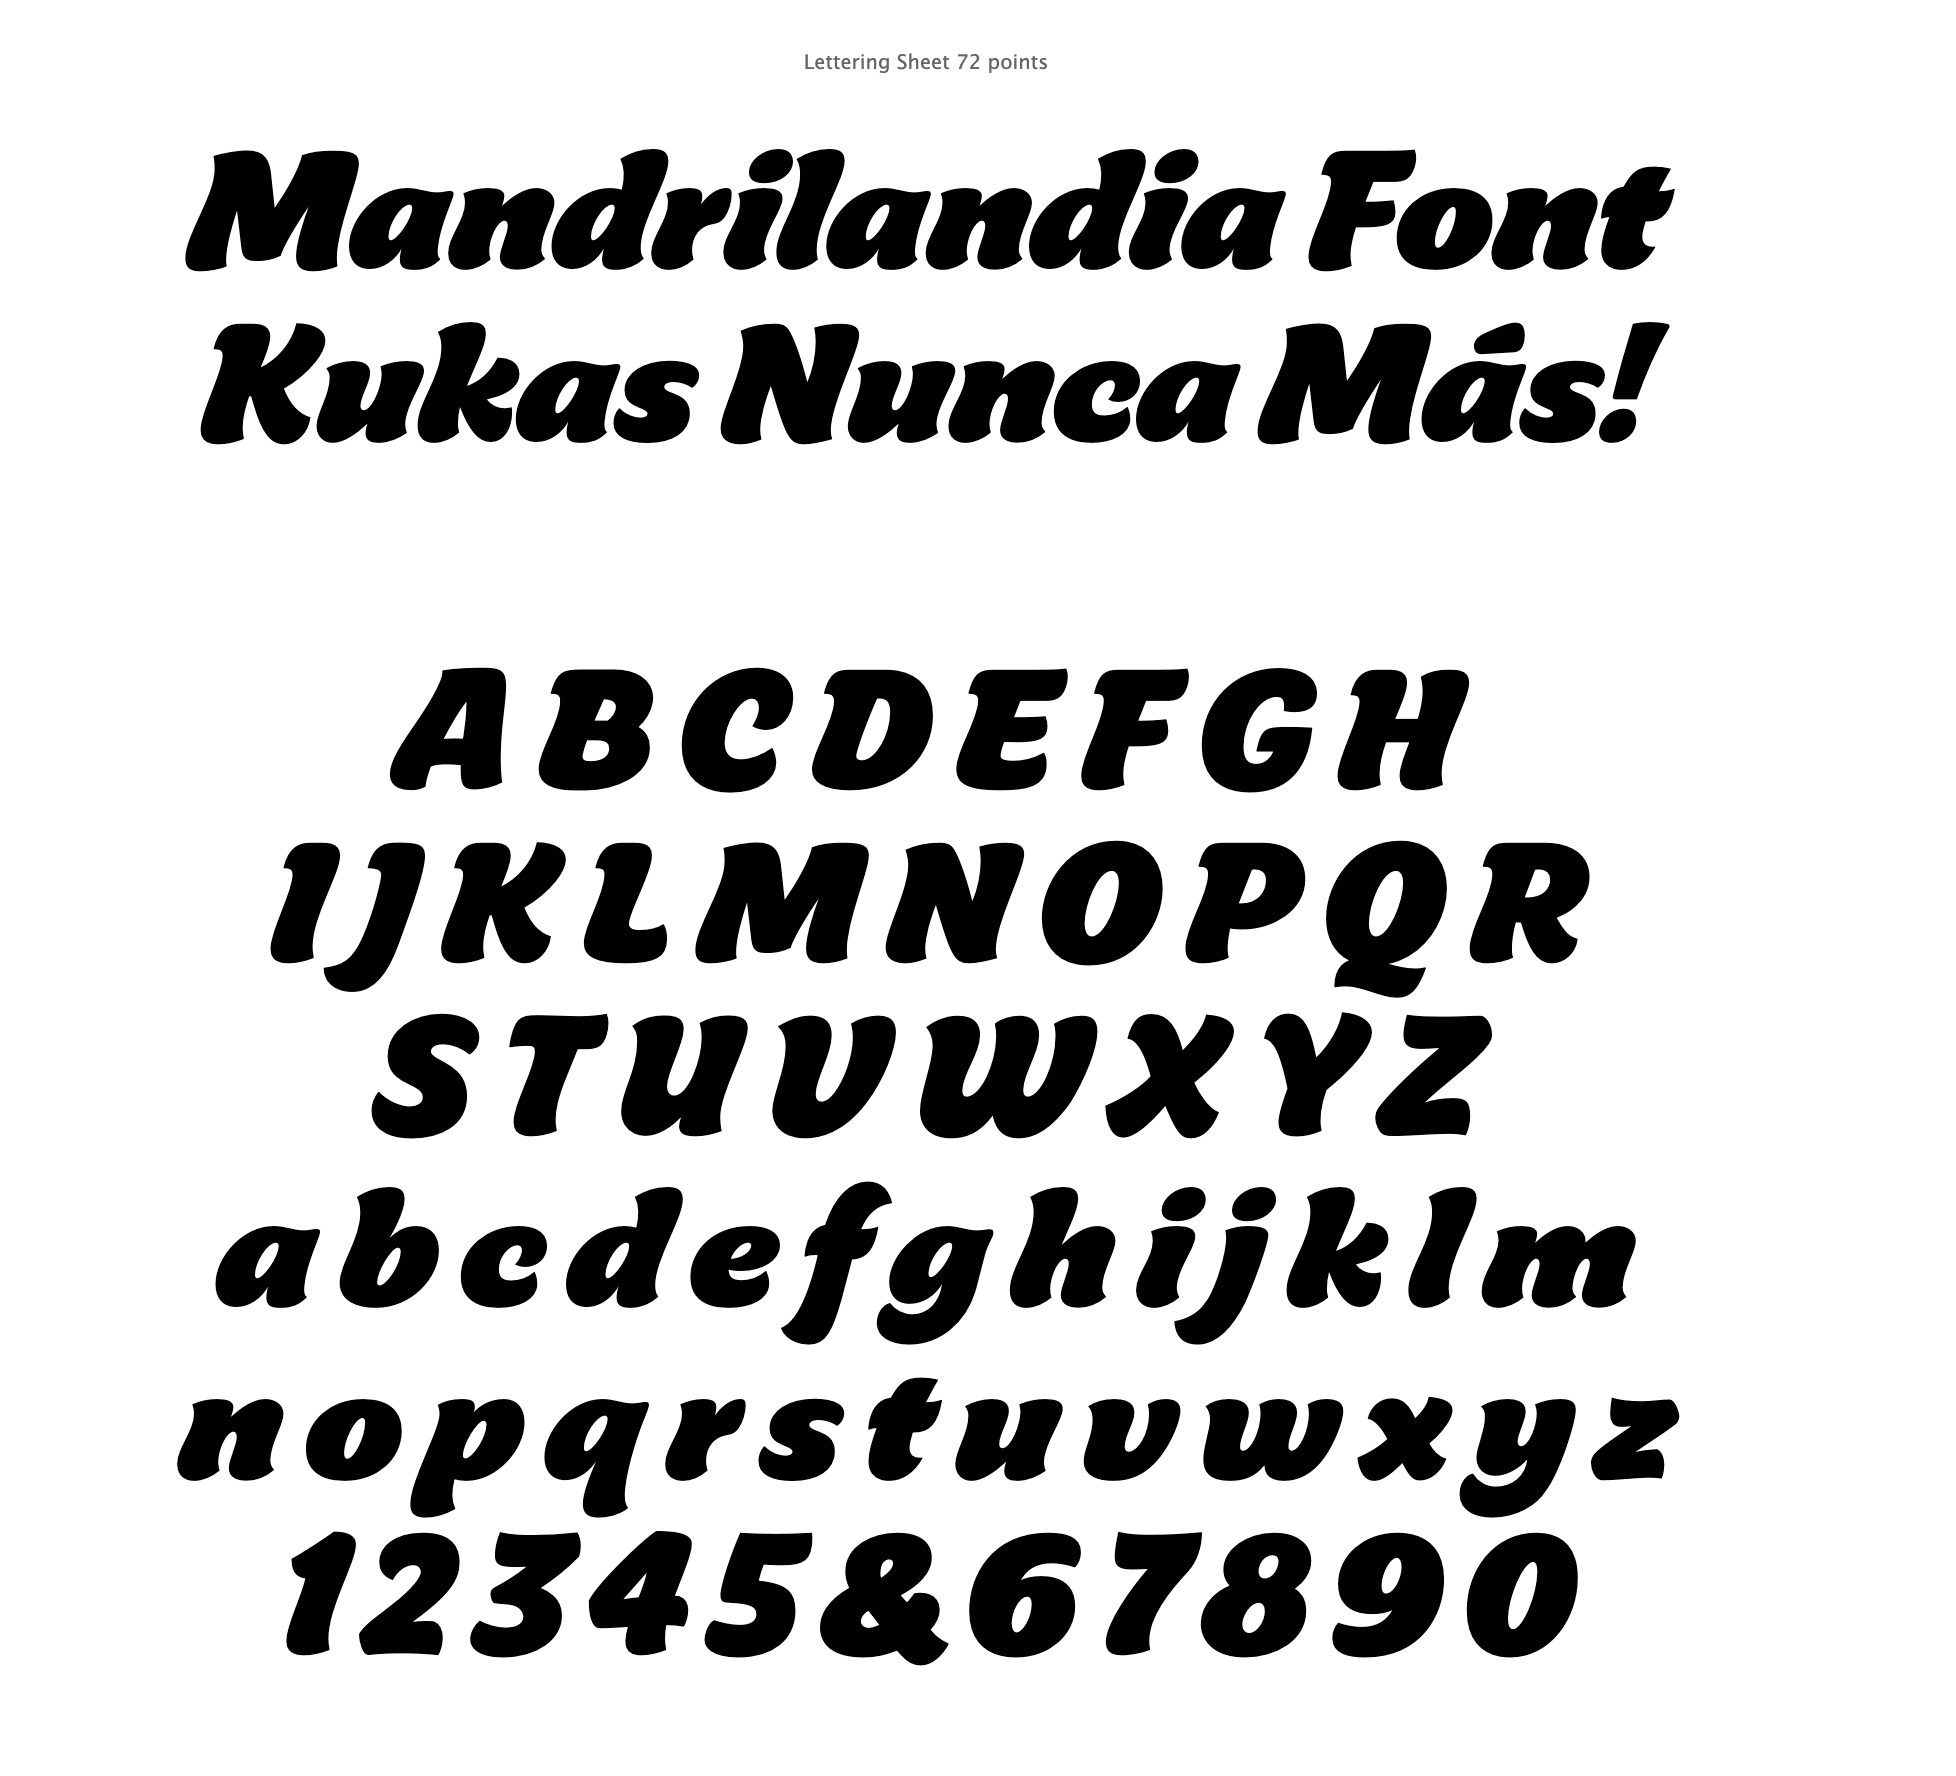 Lettering Sheet 72 points
Mandrilandia Font
Kukas Nunca Más!
ABCDEFGH
IJKLMNOPQR
STUVWXYZ
abcdefghijklm
nopqrstuvwxyz
12345&67890